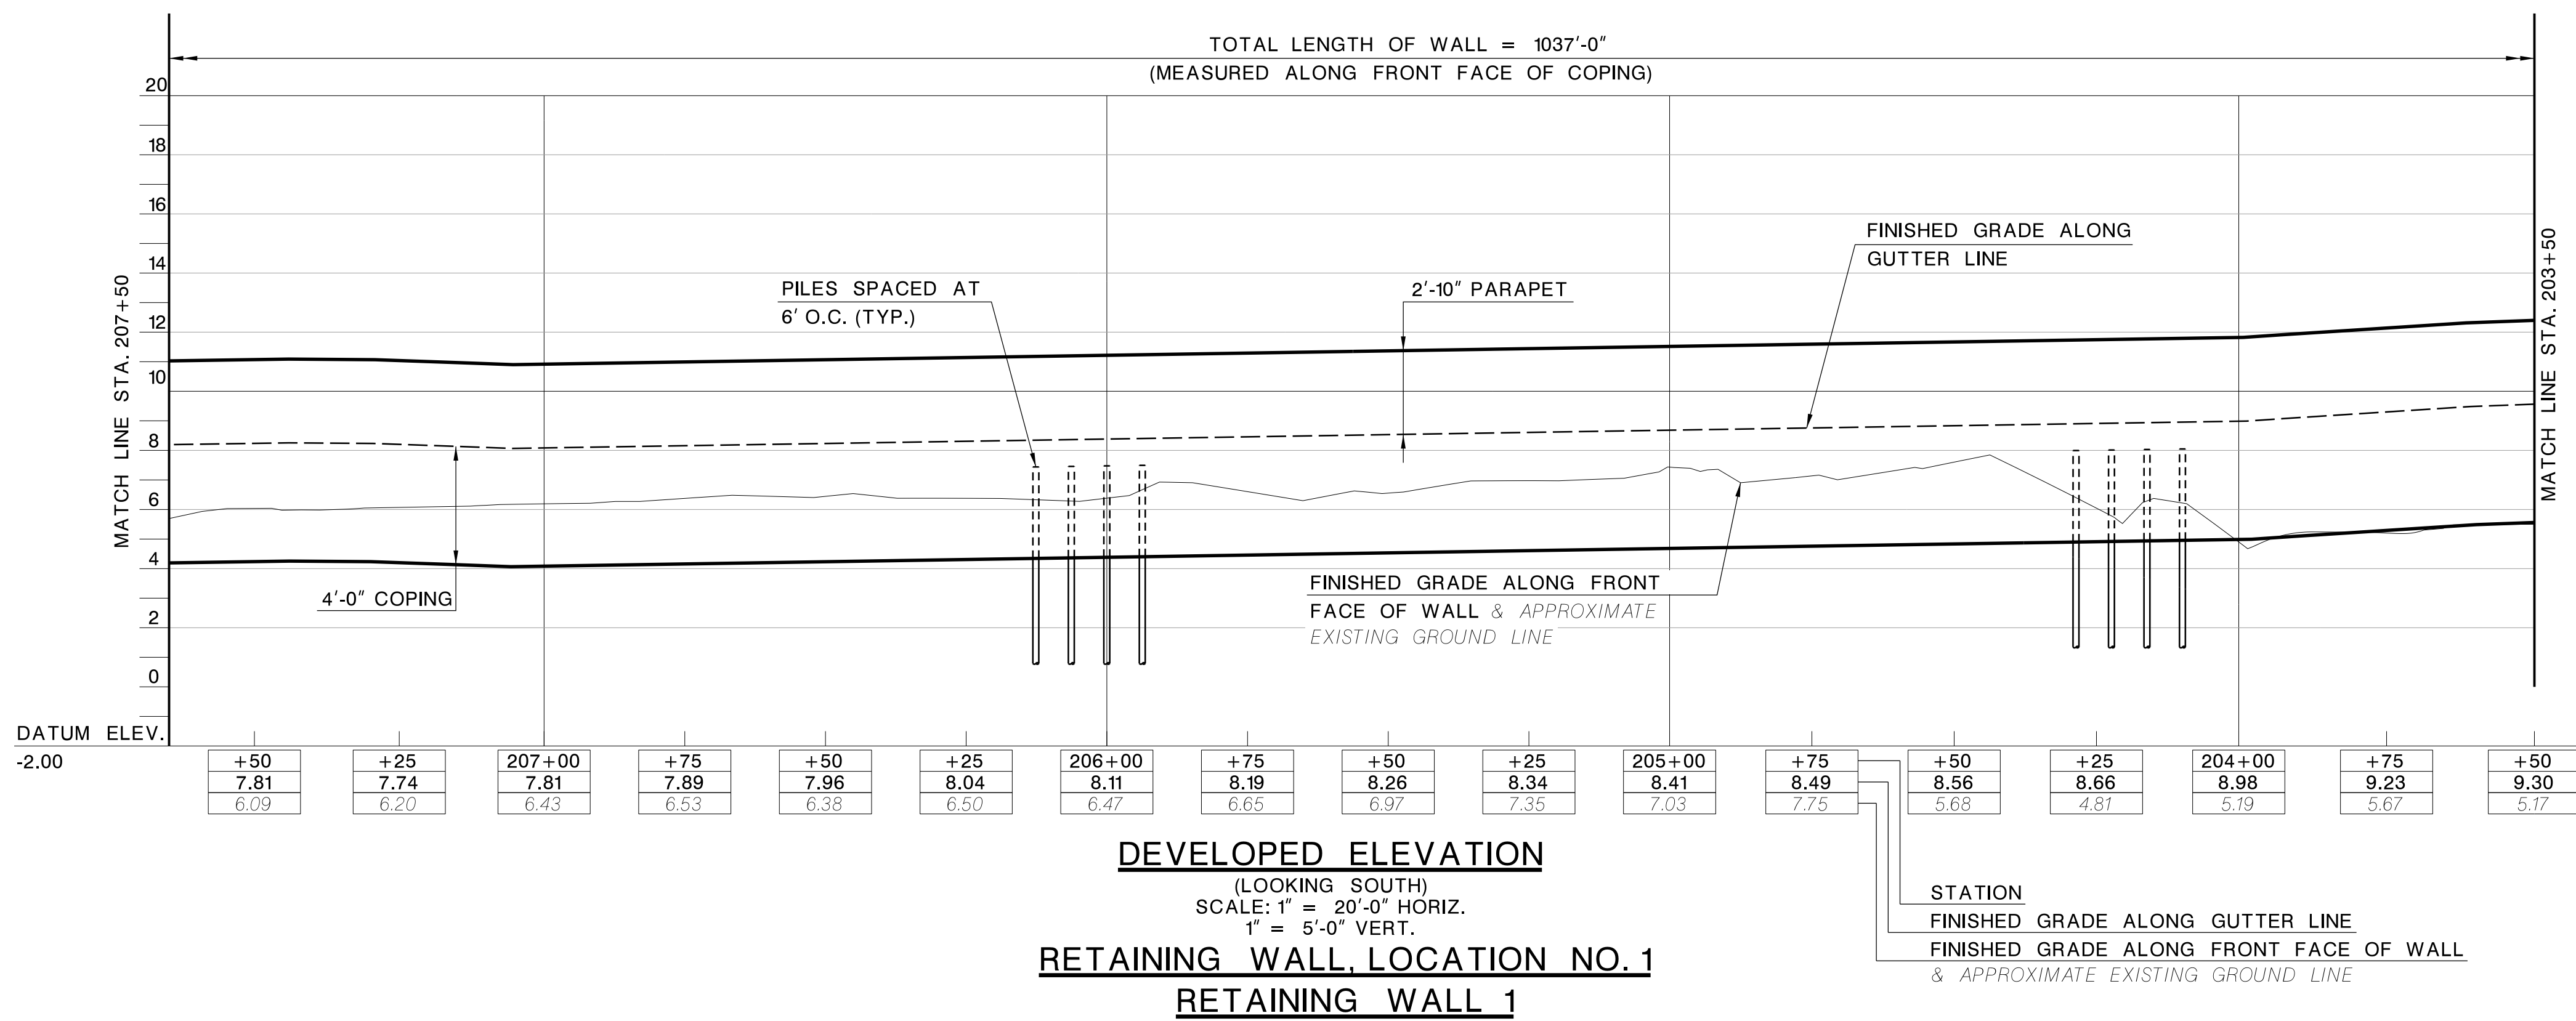 TOTAL LENGTH OF WALL = 1037'-0"
(MEASURED ALONG FRONT FACE OF COPING)
20
18
16
14
12
10
8
6
4
2
0
MATCH LINE STA. 207+50
MATCH LINE STA. 203+50
FINISHED GRADE ALONG
GUTTER LINE
PILES SPACED AT
6' O.C. (TYP.)
2'-10" PARAPET
4'-0" COPING
FINISHED GRADE ALONG FRONT
FACE OF WALL & APPROXIMATE
EXISTING GROUND LINE
DATUM ELEV.
-2.00
+50 +25 207+00 +75 +50 +25 206+00 +75 +50 +25 205+00 +75 +50 +25 204+00 +75 +50
7.81 7.74 7.81 7.89 7.96 8.04 8.11 8.19 8.26 8.34 8.41 8.49 8.56 8.66 8.98 9.23 9.30
6.09 6.20 6.43 6.53 6.38 6.50 6.47 6.65 6.97 7.35 7.03 7.75 5.68 4.81 5.19 5.67 5.17
DEVELOPED ELEVATION
(LOOKING SOUTH)
SCALE: 1" = 20'-0" HORIZ.
1" = 5'-0" VERT.
RETAINING WALL, LOCATION NO. 1
RETAINING WALL 1
STATION
FINISHED GRADE ALONG GUTTER LINE
FINISHED GRADE ALONG FRONT FACE OF WALL
& APPROXIMATE EXISTING GROUND LINE